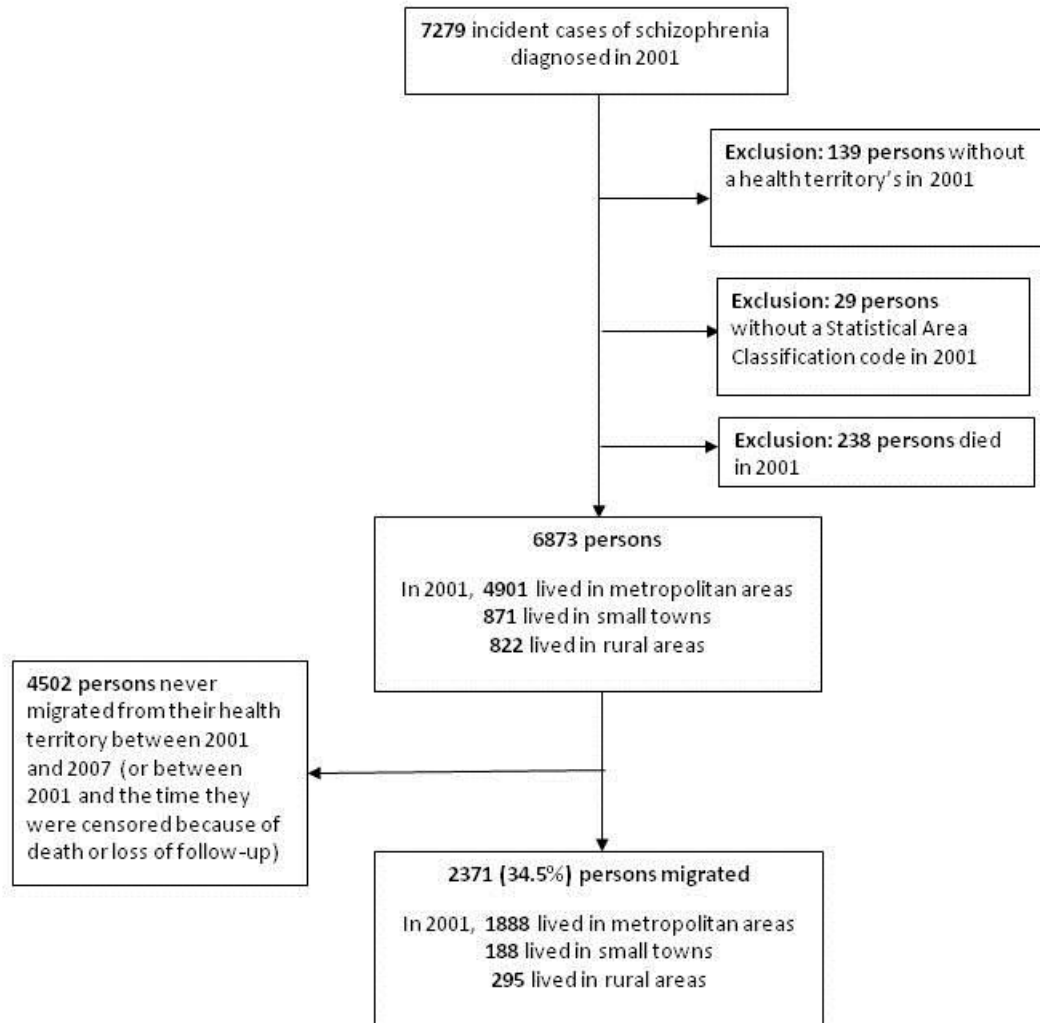 7279 incident cases of schizophrenia
diagnosed in 2001
Exclusion: 139 persons without
a health territory's in 2001
Exclusion: 29 persons
without a Statistical Area
Classification code in 2001
Exclusion: 238 persons died
in 2001
6873 persons
In 2001, 4901 lived in metropolitan areas
871 lived in small towns
822 lived in rural areas
4502 persons never
migrated from their health
territory between 2001
and 2007 (or between
2001 and the time they
were censored because of
death or loss of follow-up)
2371 (34.5%) persons migrated
In 2001, 1888 lived in metropolitan areas
188 lived in small towns
295 lived in rural areas